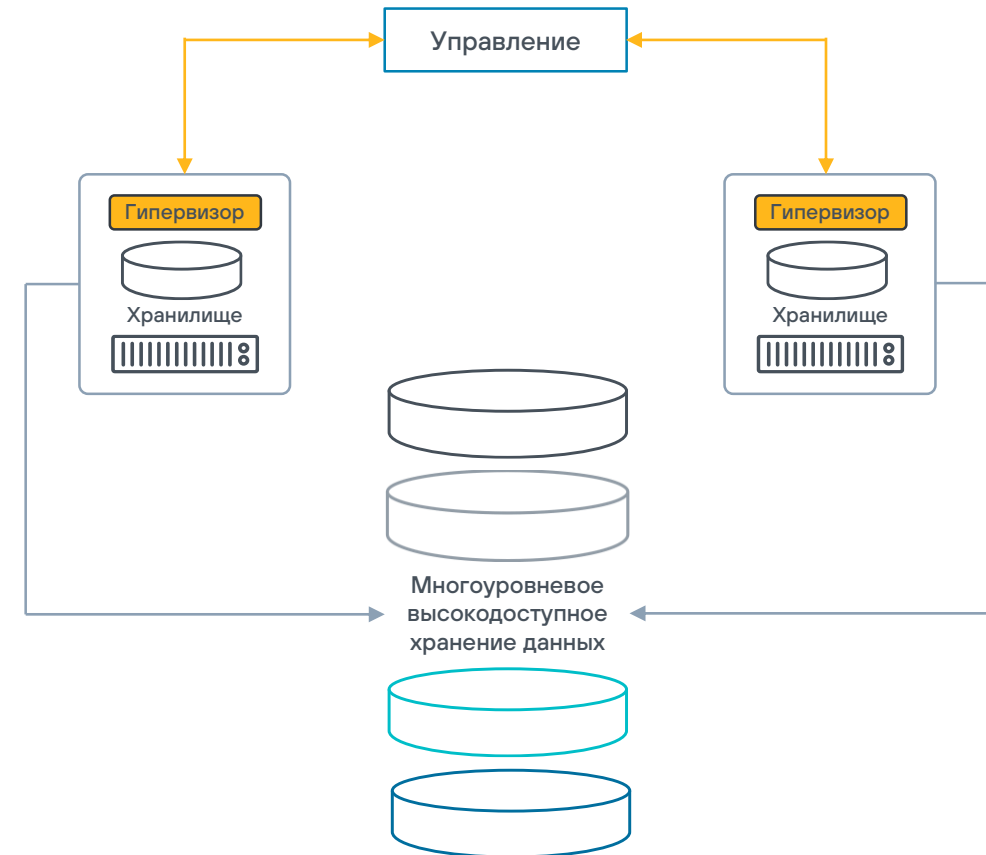 Управление
Гипервизор
Хранилище
Гипервизор
Хранилище
Многоуровневое
высокодоступное
хранение данных